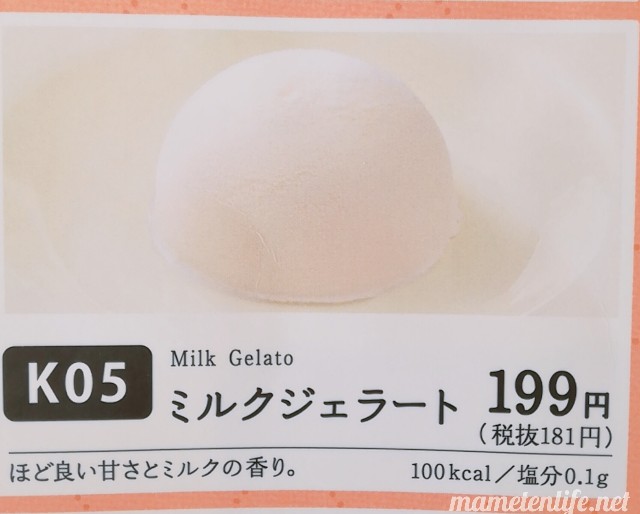 K05
Milk Gelato
ミルクジェラート
199円
(税抜181円)
ほど良い甘さとミルクの香り。
100kcal/塩分0.1g
mametenlife.net